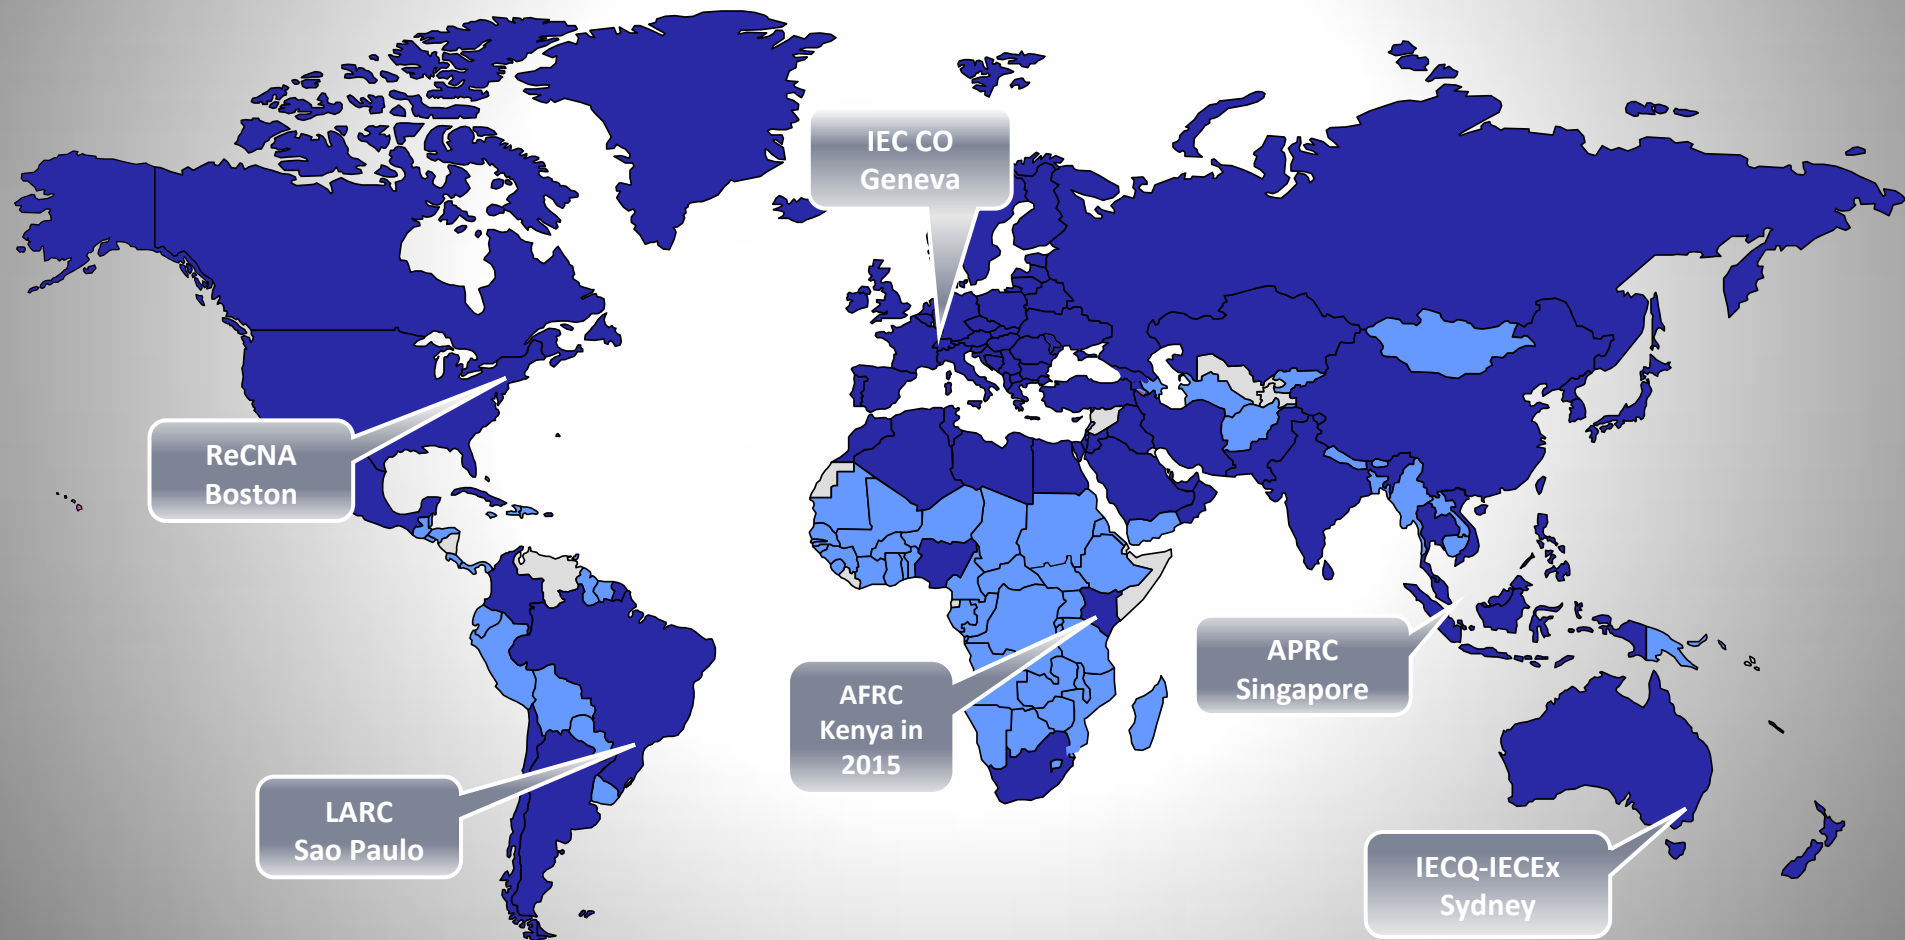 IEC CO
Geneva
ReCNA
Boston
AFRC
Kenya in
2015
APRC
Singapore
LARC
Sao Paulo
IECQ-IECEx
Sydney